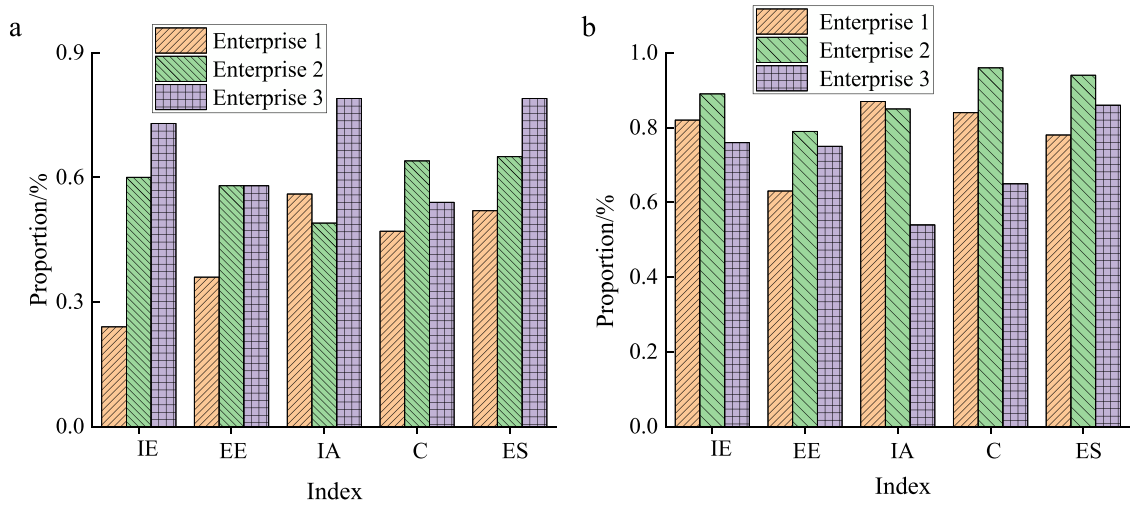 a
Enterprise 1
Enterprise 2
Enterprise 3
Proportion/%
0.9
0.6
0.3
0.0
IE EE IA C ES
Index
b
Enterprise 1
Enterprise 2
Enterprise 3
Proportion/%
1.0
0.8
0.6
0.4
0.2
0.0
IE EE IA C ES
Index